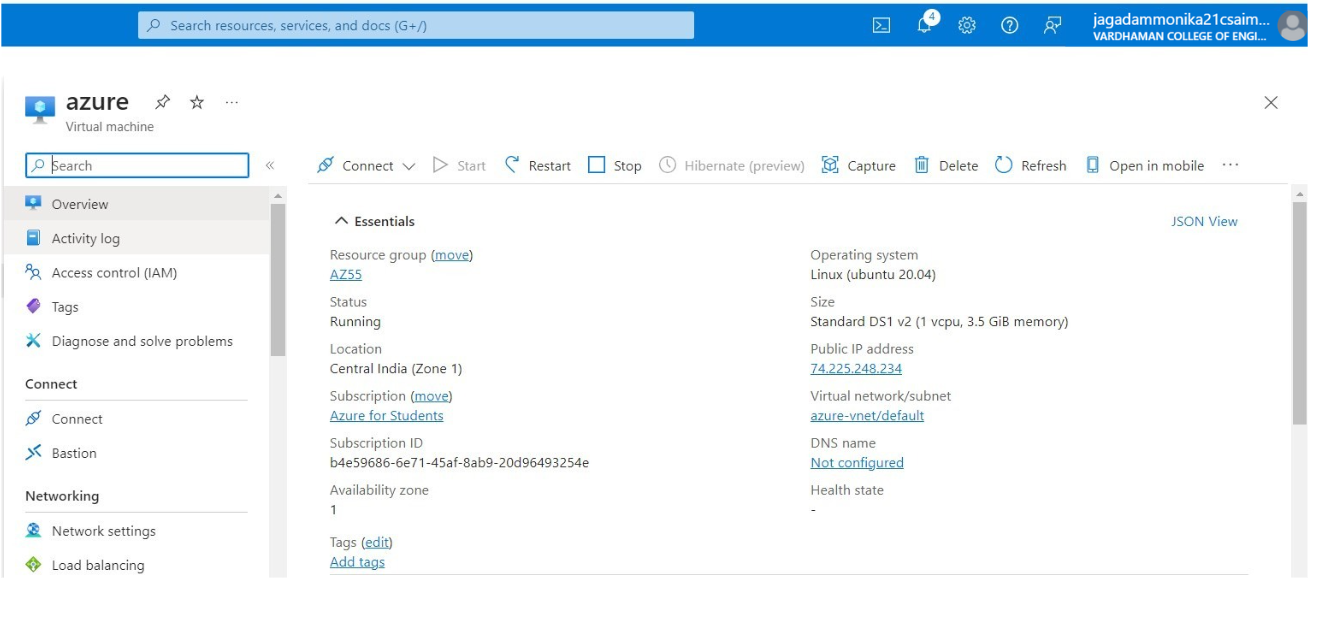 Search resources, services, and docs (G+/)
4
jagadammonika21csaim...
VARDHAMAN COLLEGE OF ENGI...
azure
...
Virtual machine
Search
Connect
Start
Restart
Stop
Hibernate (preview)
Capture
Delete
Refresh
Open in mobile
...
Overview
Activity log
Access control (IAM)
Tags
Diagnose and solve problems
Connect
Connect
Bastion
Networking
Network settings
Load balancing
Essentials
JSON View
Resource group (move)
AZ55
Status
Running
Location
Central India (Zone 1)
Subscription (move)
Azure for Students
Subscription ID
b4e59686-6e71-45af-8ab9-20d96493254e
Availability zone
1
Tags (edit)
Add tags
Operating system
Linux (ubuntu 20.04)
Size
Standard DS1 v2 (1 vcpu, 3.5 GiB memory)
Public IP address
74.225.248.234
Virtual network/subnet
azure-vnet/default
DNS name
Not configured
Health state
-